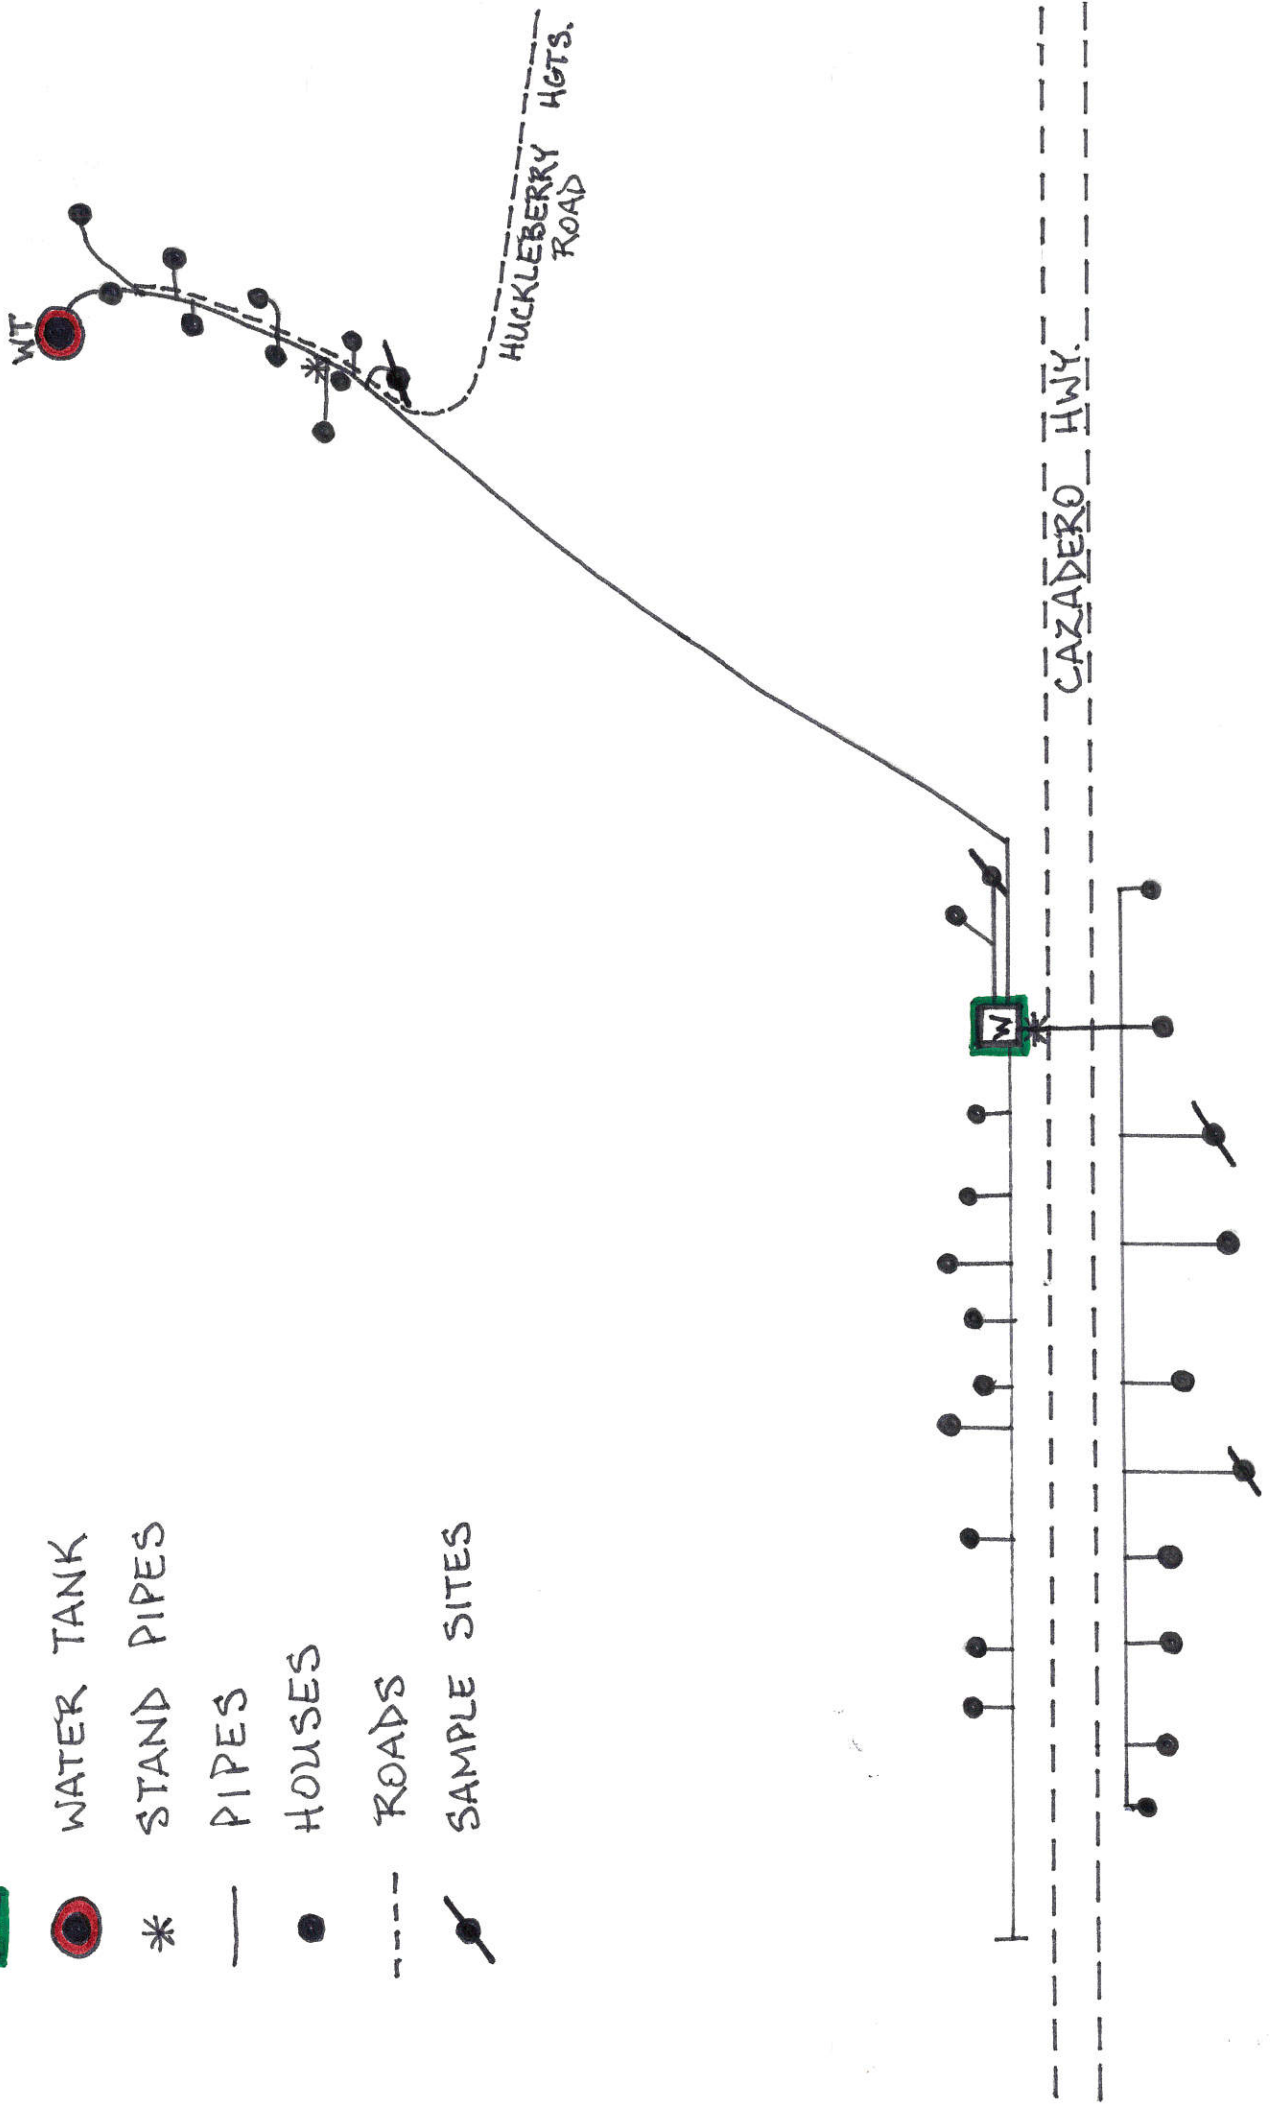 WATER TANK
STAND PIPES
PIPES
HOUSES
ROADS
SAMPLE SITES
WT
HUCKLEBERRY HGTS.
ROAD
W
CAZADERO HWY.